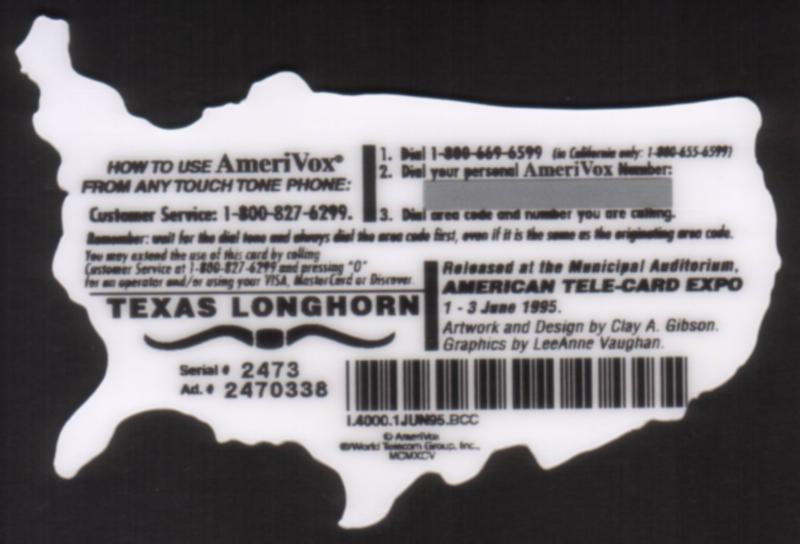 HOW TO USE AmeriVox®
FROM ANY TOUCH TONE PHONE:
Customer Service: 1-800-827-6299.
1. Dial 1-800-669-6599 (in California only: 1-800-655-6599)
2. Dial your personal AmeriVox Number:
3. Dial area code and number you are calling.
Remember: wait for the dial tone and always dial the area code first, even if it is the same as the originating area code.
You may extend the use of this card by calling
Customer Service at 1-800-827-6299 and pressing "0"
for an operator and/or using your VISA, MasterCard or Discover.
TEXAS LONGHORN
Released at the Municipal Auditorium,
AMERICAN TELE-CARD EXPO
1 - 3 June 1995.
Artwork and Design by Clay A. Gibson.
Graphics by LeeAnne Vaughan.
Serial # 2473
Ad. # 2470338
I.4000.1JUN95.BCC
© AmeriVox
©/World Telecom Group, Inc.,
MCMXCV